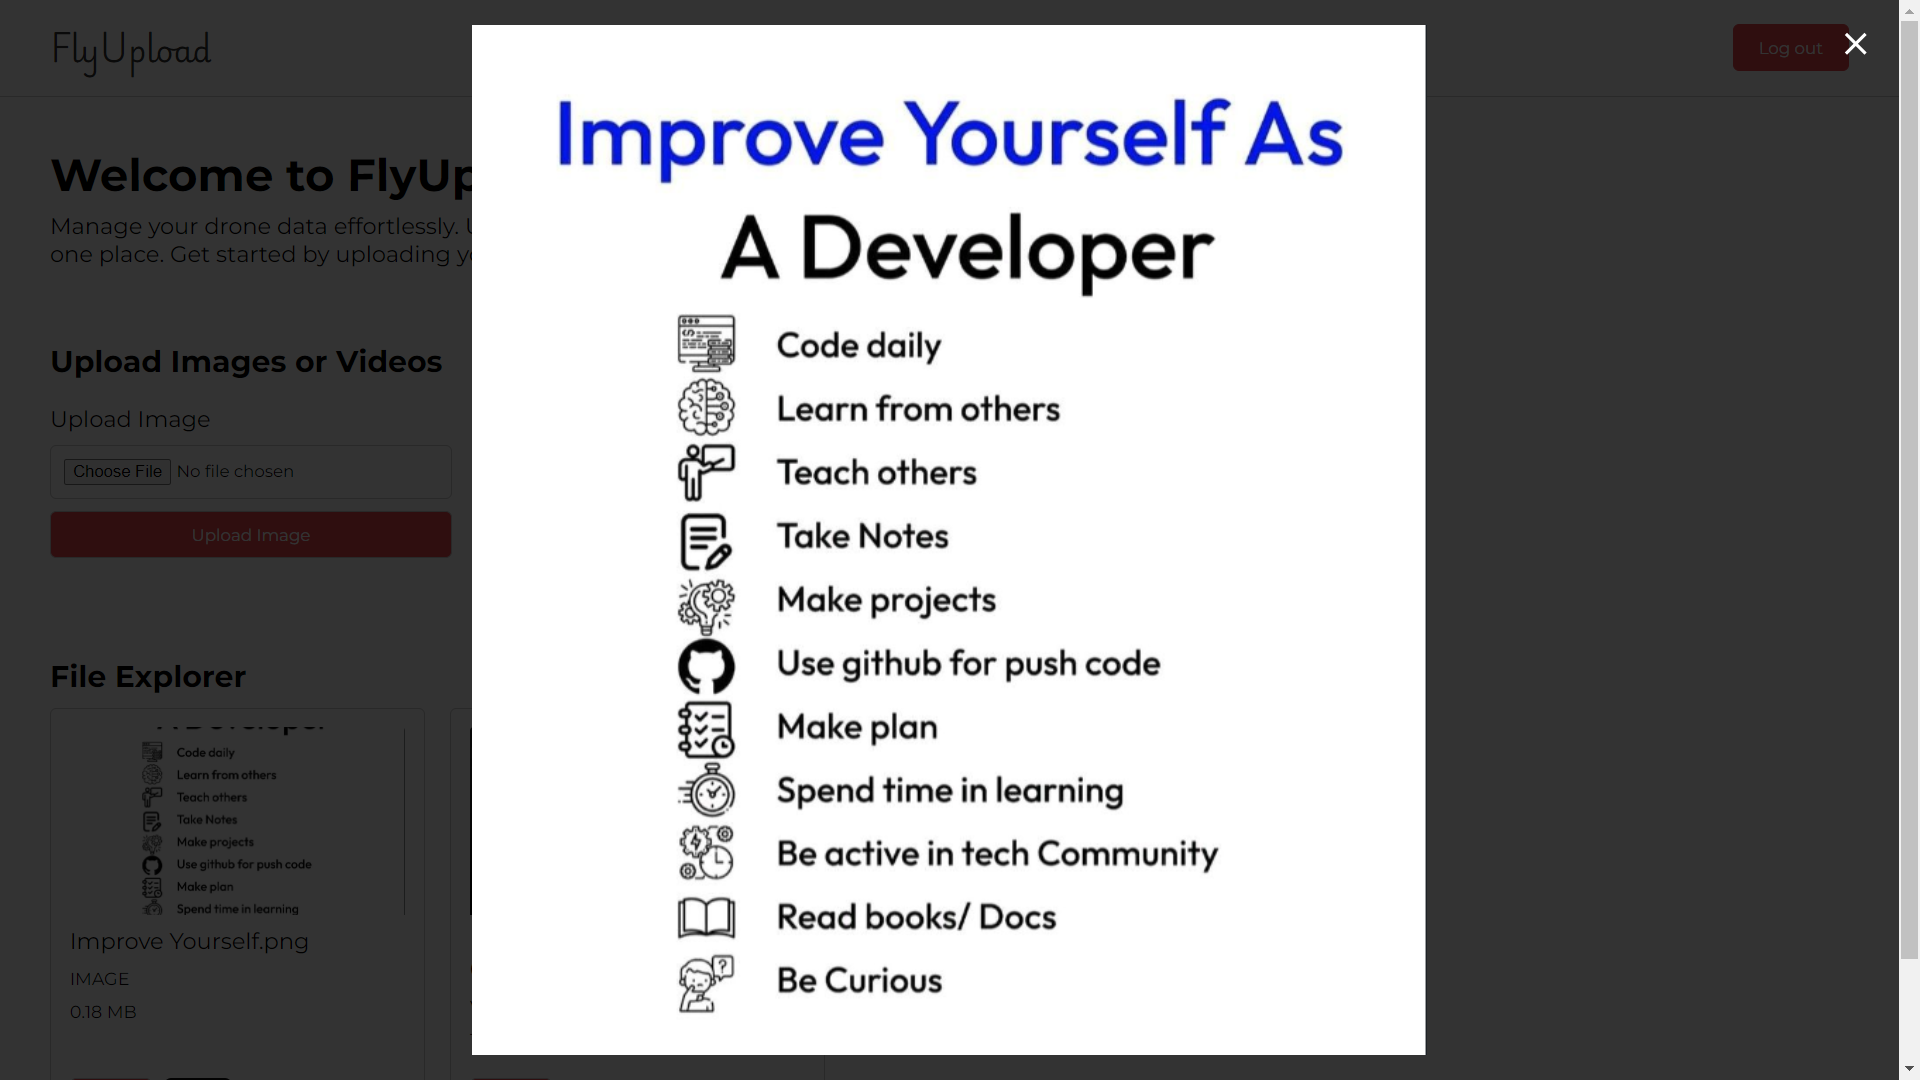 FlyUpload
Log out
Welcome to FlyUp
Manage your drone data effortlessly.
one place. Get started by uploading
Upload Images or Videos
Upload Image
Choose File No file chosen
Upload Image
File Explorer
Code daily
Learn from others
Teach others
Take Notes
Make projects
Use github for push code
Make plan
Spend time in learning
Improve Yourself.png
IMAGE
0.18 MB
Improve Yourself As
A Developer
Code daily
Learn from others
Teach others
Take Notes
Make projects
Use github for push code
Make plan
Spend time in learning
Be active in tech Community
Read books/ Docs
Be Curious